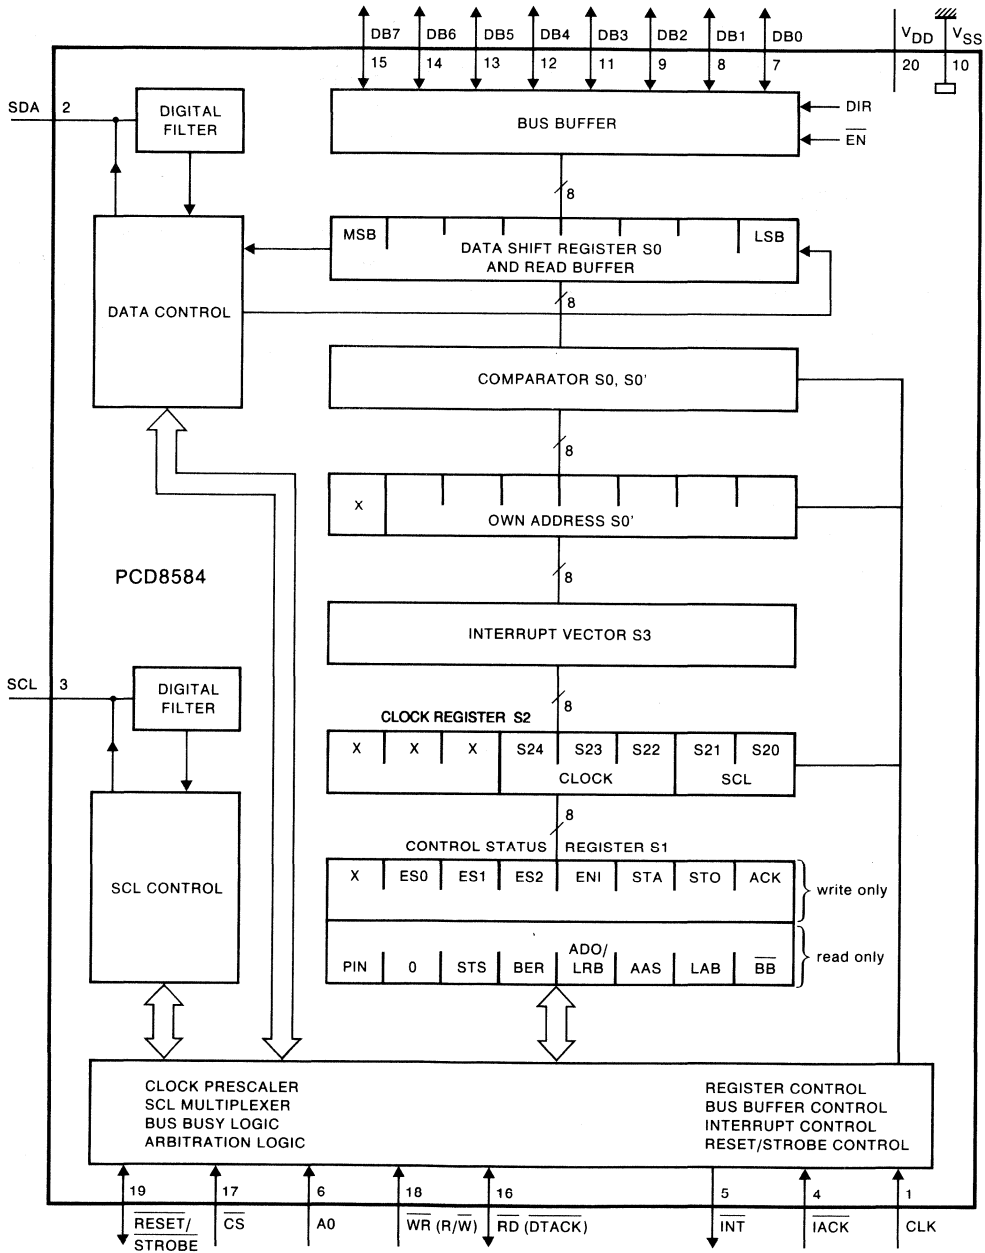 DB7 DB6 DB5 DB4 DB3 DB2 DB1 DB0 VDD VSS
15 14 13 12 11 9 8 7 20 10
SDA 2
DIGITAL
FILTER
BUS BUFFER
DIR
EN
8
MSB LSB
DATA SHIFT REGISTER S0
AND READ BUFFER
8
DATA CONTROL
COMPARATOR S0, S0'
8
X
OWN ADDRESS S0'
8
PCD8584
INTERRUPT VECTOR S3
8
SCL 3
DIGITAL
FILTER
CLOCK REGISTER S2
X X X S24 S23 S22 S21 S20
CLOCK SCL
8
CONTROL STATUS REGISTER S1
X ES0 ES1 ES2 ENI STA STO ACK
write only
SCL CONTROL
ADO/
PIN 0 STS BER LRB AAS LAB BB
read only
CLOCK PRESCALER
SCL MULTIPLEXER
BUS BUSY LOGIC
ARBITRATION LOGIC
REGISTER CONTROL
BUS BUFFER CONTROL
INTERRUPT CONTROL
RESET/STROBE CONTROL
19 17 6 18 16 5 4 1
RESET/ CS A0 WR (R/W) RD (DTACK) INT IACK CLK
STROBE